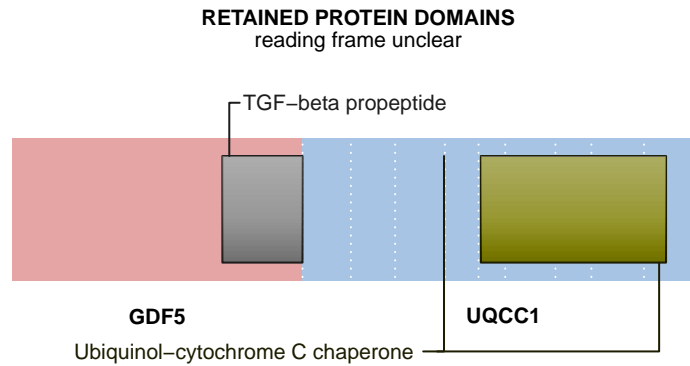 RETAINED PROTEIN DOMAINS
reading frame unclear
TGF−beta propeptide
GDF5
UQCC1
Ubiquinol−cytochrome C chaperone